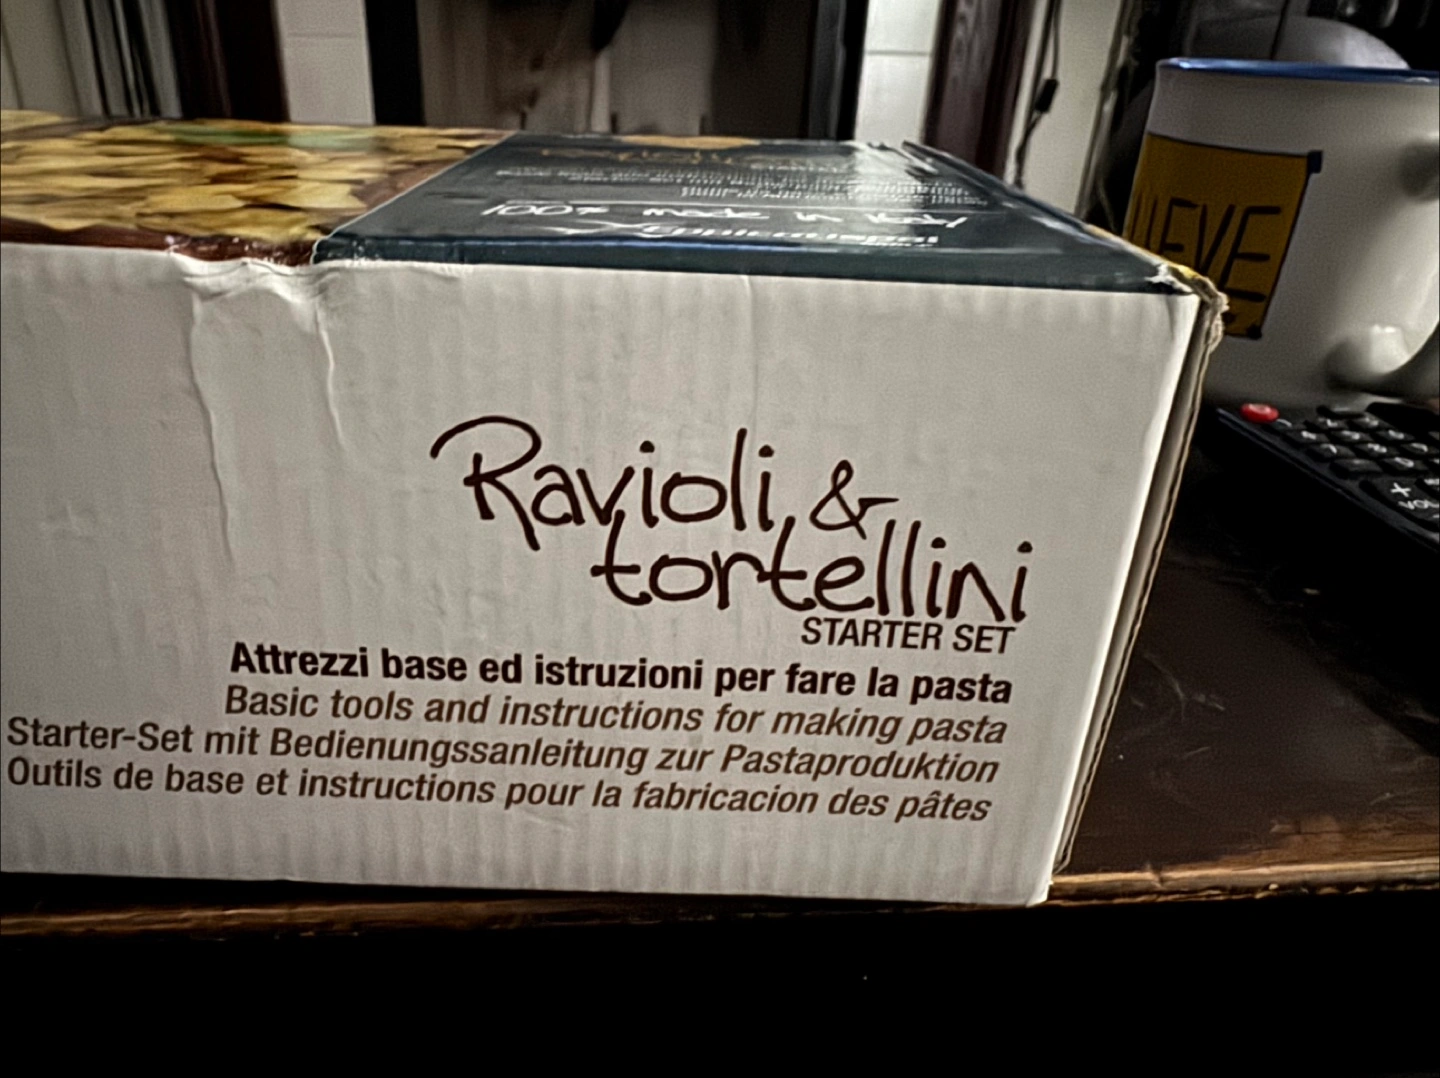 100% made in Italy
Ravioli &
tortellini
STARTER SET
Attrezzi base ed istruzioni per fare la pasta
Basic tools and instructions for making pasta
Starter-Set mit Bedienungssanleitung zur Pastaproduktion
Outils de base et instructions pour la fabricacion des pâtes
+
VOL